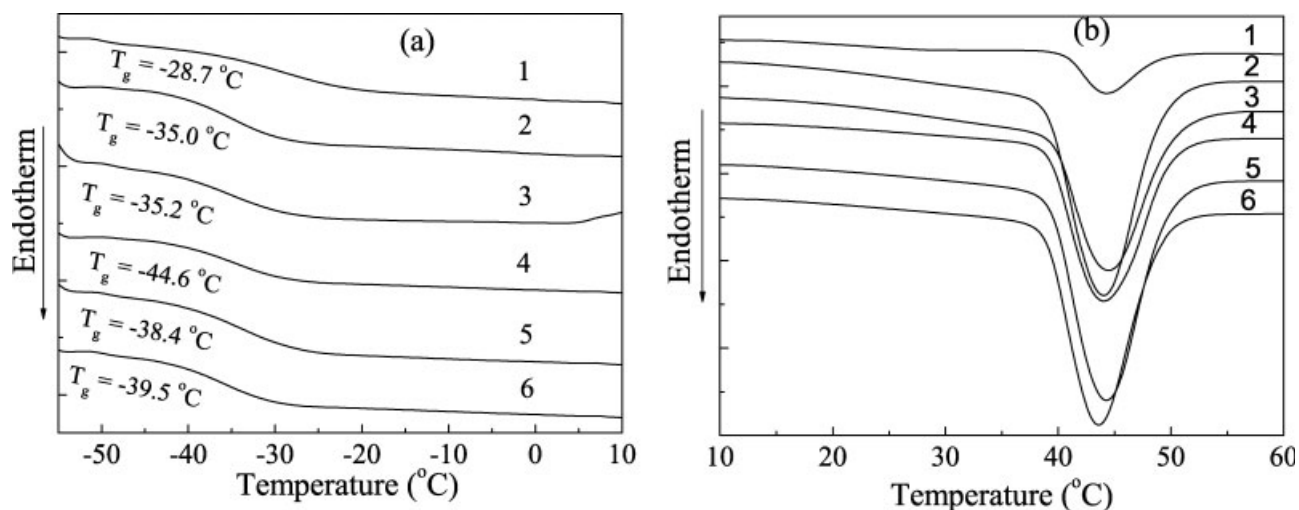 (a)
T_g = -28.7 °C
1
T_g = -35.0 °C
2
T_g = -35.2 °C
3
T_g = -44.6 °C
4
T_g = -38.4 °C
5
T_g = -39.5 °C
6
Endotherm
-50 -40 -30 -20 -10 0 10
Temperature (°C)
(b)
1
2
3
4
5
6
Endotherm
10 20 30 40 50 60
Temperature (°C)